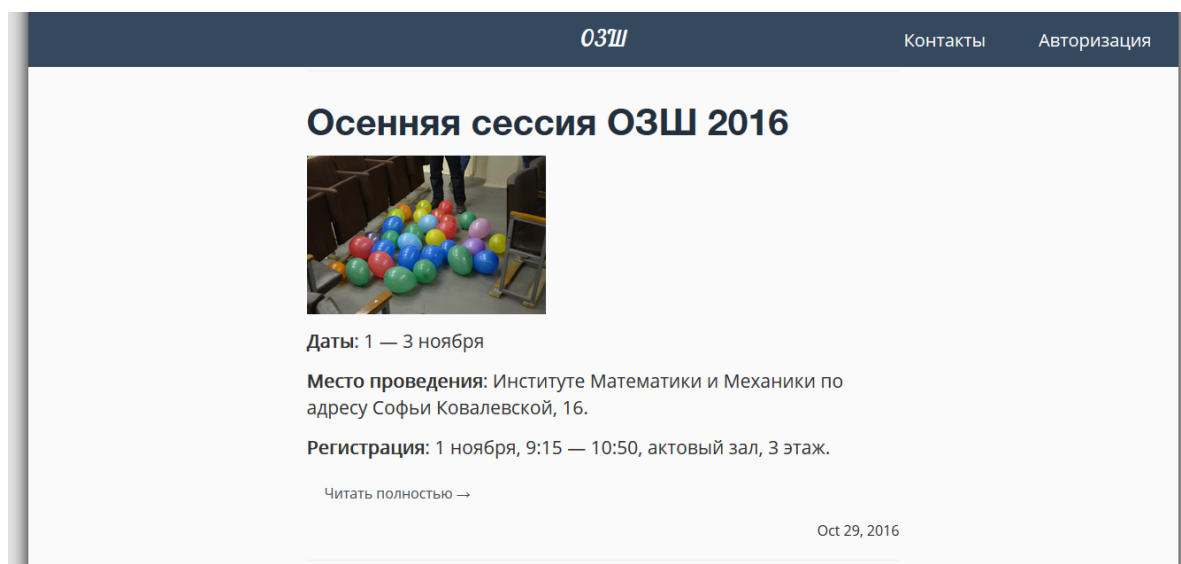 ОЗШ
Контакты
Авторизация
Осенняя сессия ОЗШ 2016
Даты: 1 — 3 ноября
Место проведения: Институте Математики и Механики по
адресу Софьи Ковалевской, 16.
Регистрация: 1 ноября, 9:15 — 10:50, актовый зал, 3 этаж.
Читать полностью →
Oct 29, 2016